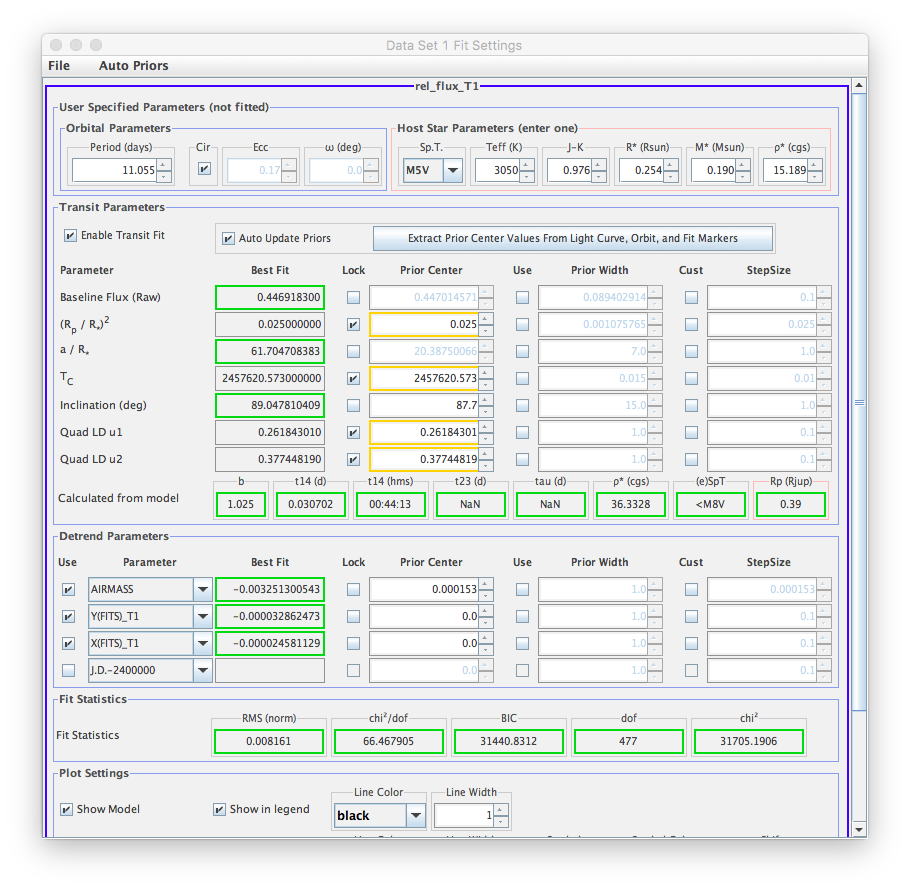 Data Set 1 Fit Settings
File Auto Priors
rel_flux_T1
User Specified Parameters (not fitted)
Orbital Parameters Host Star Parameters (enter one)
Period (days) Cir Ecc ω (deg) Sp.T. Teff (K) J-K R* (Rsun) M* (Msun) ρ* (cgs)
11.055 0.17 0.0 M5V 3050 0.976 0.254 0.190 15.189
Transit Parameters
Enable Transit Fit Auto Update Priors Extract Prior Center Values From Light Curve, Orbit, and Fit Markers
Parameter Best Fit Lock Prior Center Use Prior Width Cust StepSize
Baseline Flux (Raw) 0.446918300 0.447014571 0.089402914 0.1
(Rp / R*)2 0.025000000 0.025 0.001075765 0.025
a / R* 61.704708383 20.38750066 7.0 1.0
TC 2457620.573000000 2457620.573 0.015 0.01
Inclination (deg) 89.047810409 87.7 15.0 1.0
Quad LD u1 0.261843010 0.26184301 1.0 0.1
Quad LD u2 0.377448190 0.37744819 1.0 0.1
b t14 (d) t14 (hms) t23 (d) tau (d) ρ* (cgs) (e)SpT Rp (Rjup)
Calculated from model 1.025 0.030702 00:44:13 NaN NaN 36.3328 <M8V 0.39
Detrend Parameters
Use Parameter Best Fit Lock Prior Center Use Prior Width Cust StepSize
AIRMASS −0.003251300543 0.000153 1.0 0.000153
Y(FITS)_T1 −0.000032862473 0.0 1.0 0.1
X(FITS)_T1 −0.000024581129 0.0 1.0 0.1
J.D.-2400000 0.0 1.0 0.1
Fit Statistics
RMS (norm) chi²/dof BIC dof chi²
Fit Statistics 0.008161 66.467905 31440.8312 477 31705.1906
Plot Settings
Line Color Line Width
Show Model Show in legend black 1